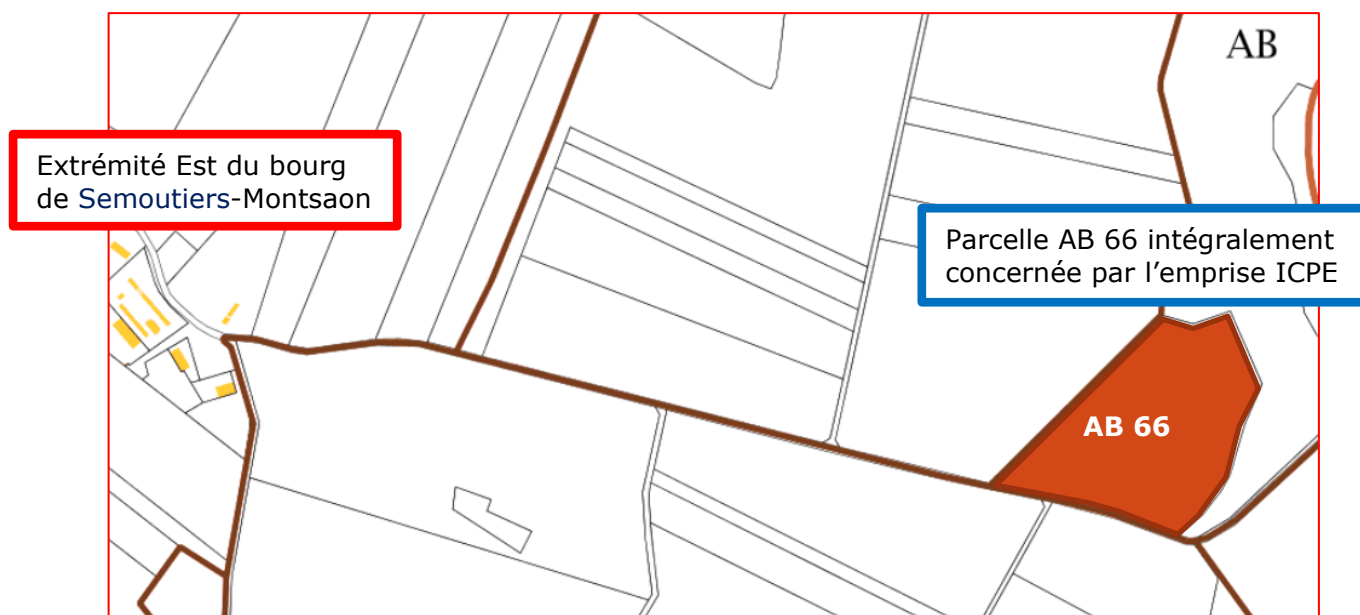 AB
Extrémité Est du bourg
de Semoutiers-Montsaon
Parcelle AB 66 intégralement
concernée par l’emprise ICPE
AB 66